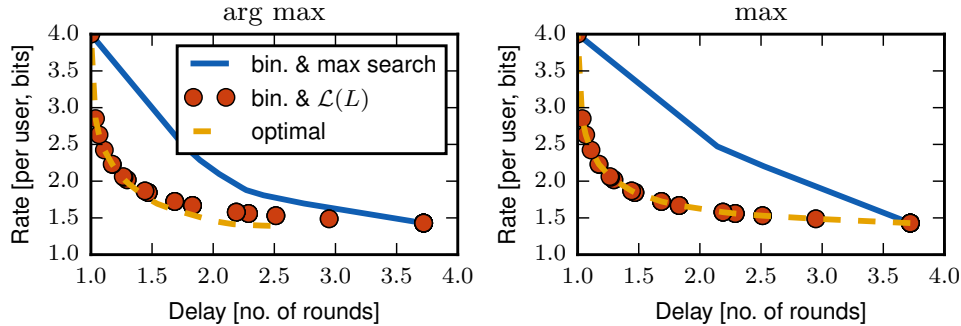 arg max
max
Rate [per user, bits]
4.0
3.5
3.0
2.5
2.0
1.5
1.0
bin. & max search
bin. & ℒ(L)
optimal
1.0 1.5 2.0 2.5 3.0 3.5 4.0
Delay [no. of rounds]
Rate [per user, bits]
4.0
3.5
3.0
2.5
2.0
1.5
1.0
1.0 1.5 2.0 2.5 3.0 3.5 4.0
Delay [no. of rounds]